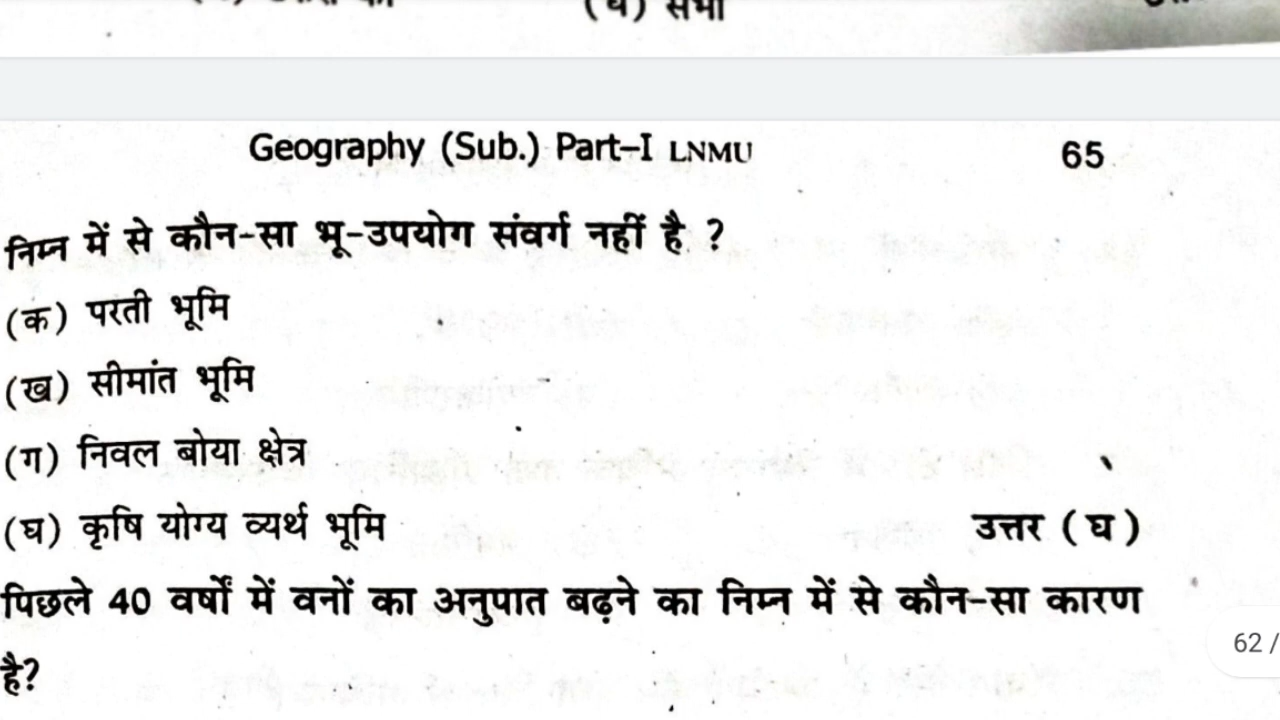 (घ) सभी
Geography (Sub.) Part-I LNMU 65
निम्न में से कौन-सा भू-उपयोग संवर्ग नहीं है ?
(क) परती भूमि
(ख) सीमांत भूमि
(ग) निवल बोया क्षेत्र
(घ) कृषि योग्य व्यर्थ भूमि उत्तर (घ)
पिछले 40 वर्षों में वनों का अनुपात बढ़ने का निम्न में से कौन-सा कारण
है?
62 /